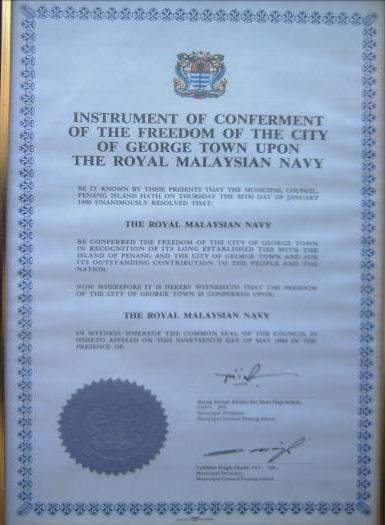 INSTRUMENT OF CONFERMENT
OF THE FREEDOM OF THE CITY
OF GEORGE TOWN UPON
THE ROYAL MALAYSIAN NAVY
BE IT KNOWN BY THESE PRESENTS THAT THE MUNICIPAL COUNCIL,
PENANG ISLAND HATH ON THURSDAY THE 30TH DAY OF JANUARY
1986 UNANIMOUSLY RESOLVED THAT:
THE ROYAL MALAYSIAN NAVY
BE CONFERRED THE FREEDOM OF THE CITY OF GEORGE TOWN
IN RECOGNITION OF ITS LONG ESTABLISHED TIES WITH THE
ISLAND OF PENANG AND THE CITY OF GEORGE TOWN AND FOR
ITS OUTSTANDING CONTRIBUTION TO THE PEOPLE AND THE
NATION.
NOW WHEREFORE IT IS HEREBY WITNESSETH THAT THE FREEDOM
OF THE CITY OF GEORGE TOWN IS CONFERRED UPON:
THE ROYAL MALAYSIAN NAVY
IN WITNESS WHEREOF THE COMMON SEAL OF THE COUNCIL IS
HERETO AFFIXED ON THIS NINETEENTH DAY OF MAY 1986 IN THE
PRESENCE OF:
Municipal President
Municipal Council Penang Island
Municipal Secretary
Municipal Council Penang Island